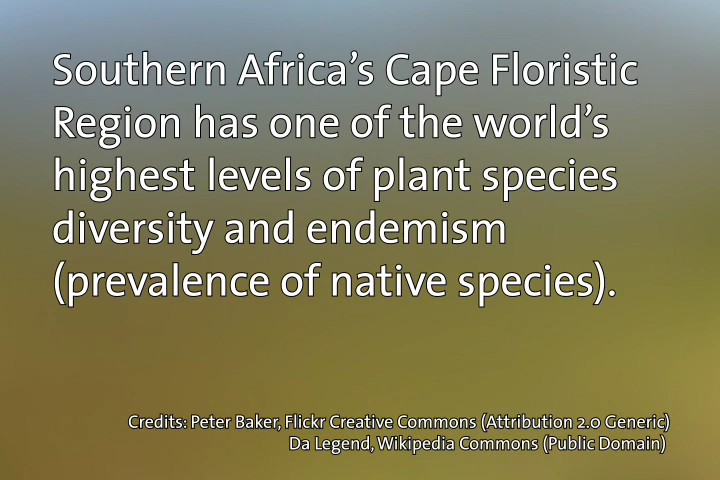 Southern Africa’s Cape Floristic
Region has one of the world’s
highest levels of plant species
diversity and endemism
(prevalence of native species).
Credits: Peter Baker, Flickr Creative Commons (Attribution 2.0 Generic)
Da Legend, Wikipedia Commons (Public Domain)